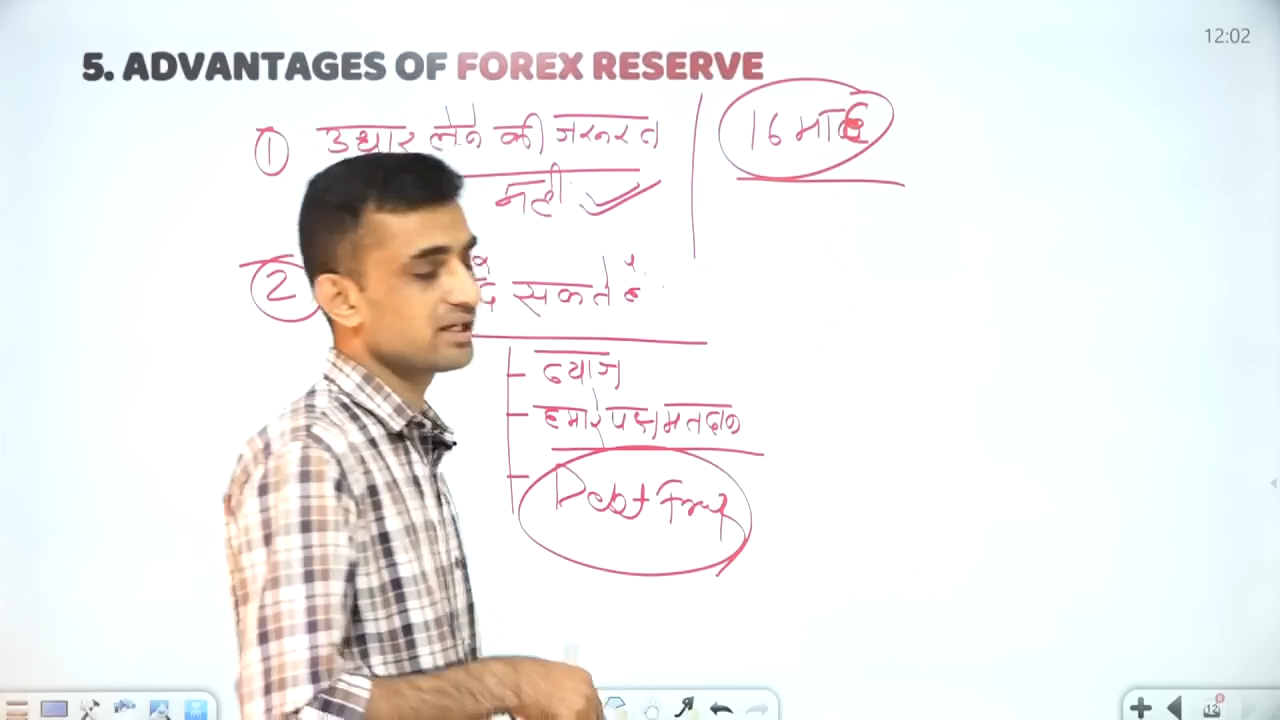 12:02
5. ADVANTAGES OF FOREX RESERVE
① उधार लेने की जरूरत
नहीं
16 मार्च
② सकते है
ब्याज
हमारे पक्ष मतदान
Debt Free